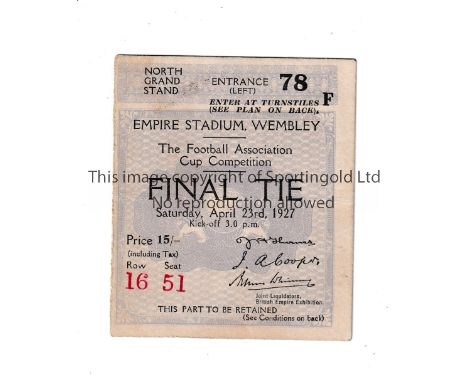 NORTH
GRAND
STAND
ENTRANCE 78
(LEFT)
ENTER AT TURNSTILES F
(SEE PLAN ON BACK).
EMPIRE STADIUM, WEMBLEY
The Football Association
Cup Competition
This image copyright of Sportingold Ltd
FINAL TIE
No reproduction allowed
Saturday, April 23rd, 1927
Kick-off 3.0 p.m.
Price 15/-
(including Tax)
Row Seat
16 51
J. A. Cooper
Joint Liquidators,
British Empire Exhibition.
THIS PART TO BE RETAINED
(See Conditions on back)